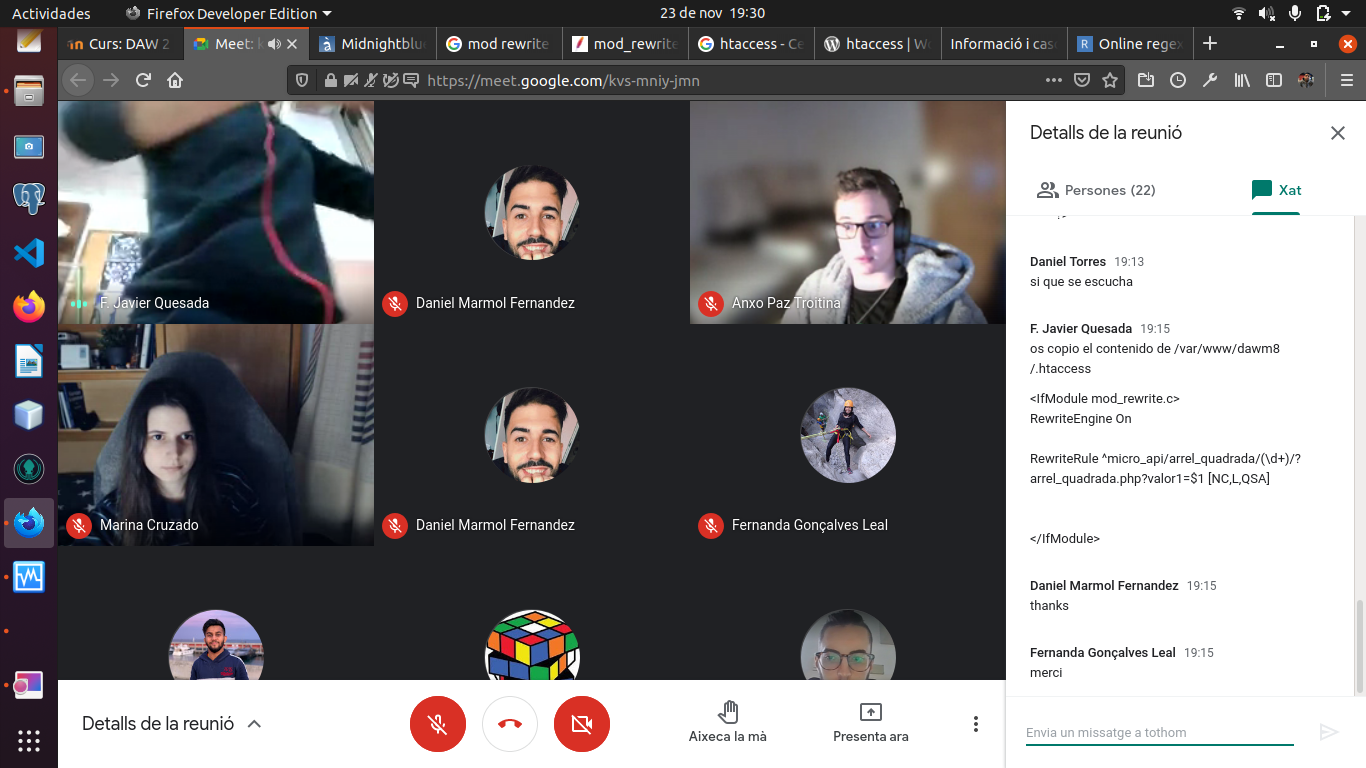 Actividades
Firefox Developer Edition
23 de nov 19:30
Curs: DAW 2
Meet: k
Midnightblu
mod rewrite
mod_rewrite
htaccess - Ce
htaccess | Wo
Informació i cas
Online rege
https://meet.google.com/kvs-mniy-jmn
F. Javier Quesada
Daniel Marmol Fernandez
Anxo Paz Troitina
Marina Cruzado
Daniel Marmol Fernandez
Fernanda Gonçalves Leal
Detalls de la reunió
Aixeca la mà
Presenta ara
Detalls de la reunió
Persones (22)
Xat
Daniel Torres 19:13
si que se escucha
F. Javier Quesada 19:15
os copio el contenido de /var/www/dawm8
/.htaccess
<IfModule mod_rewrite.c>
RewriteEngine On
RewriteRule ^micro_api/arrel_quadrada/(\d+)/?
arrel_quadrada.php?valor1=$1 [NC,L,QSA]
</IfModule>
Daniel Marmol Fernandez 19:15
thanks
Fernanda Gonçalves Leal 19:15
merci
Envia un missatge a tothom